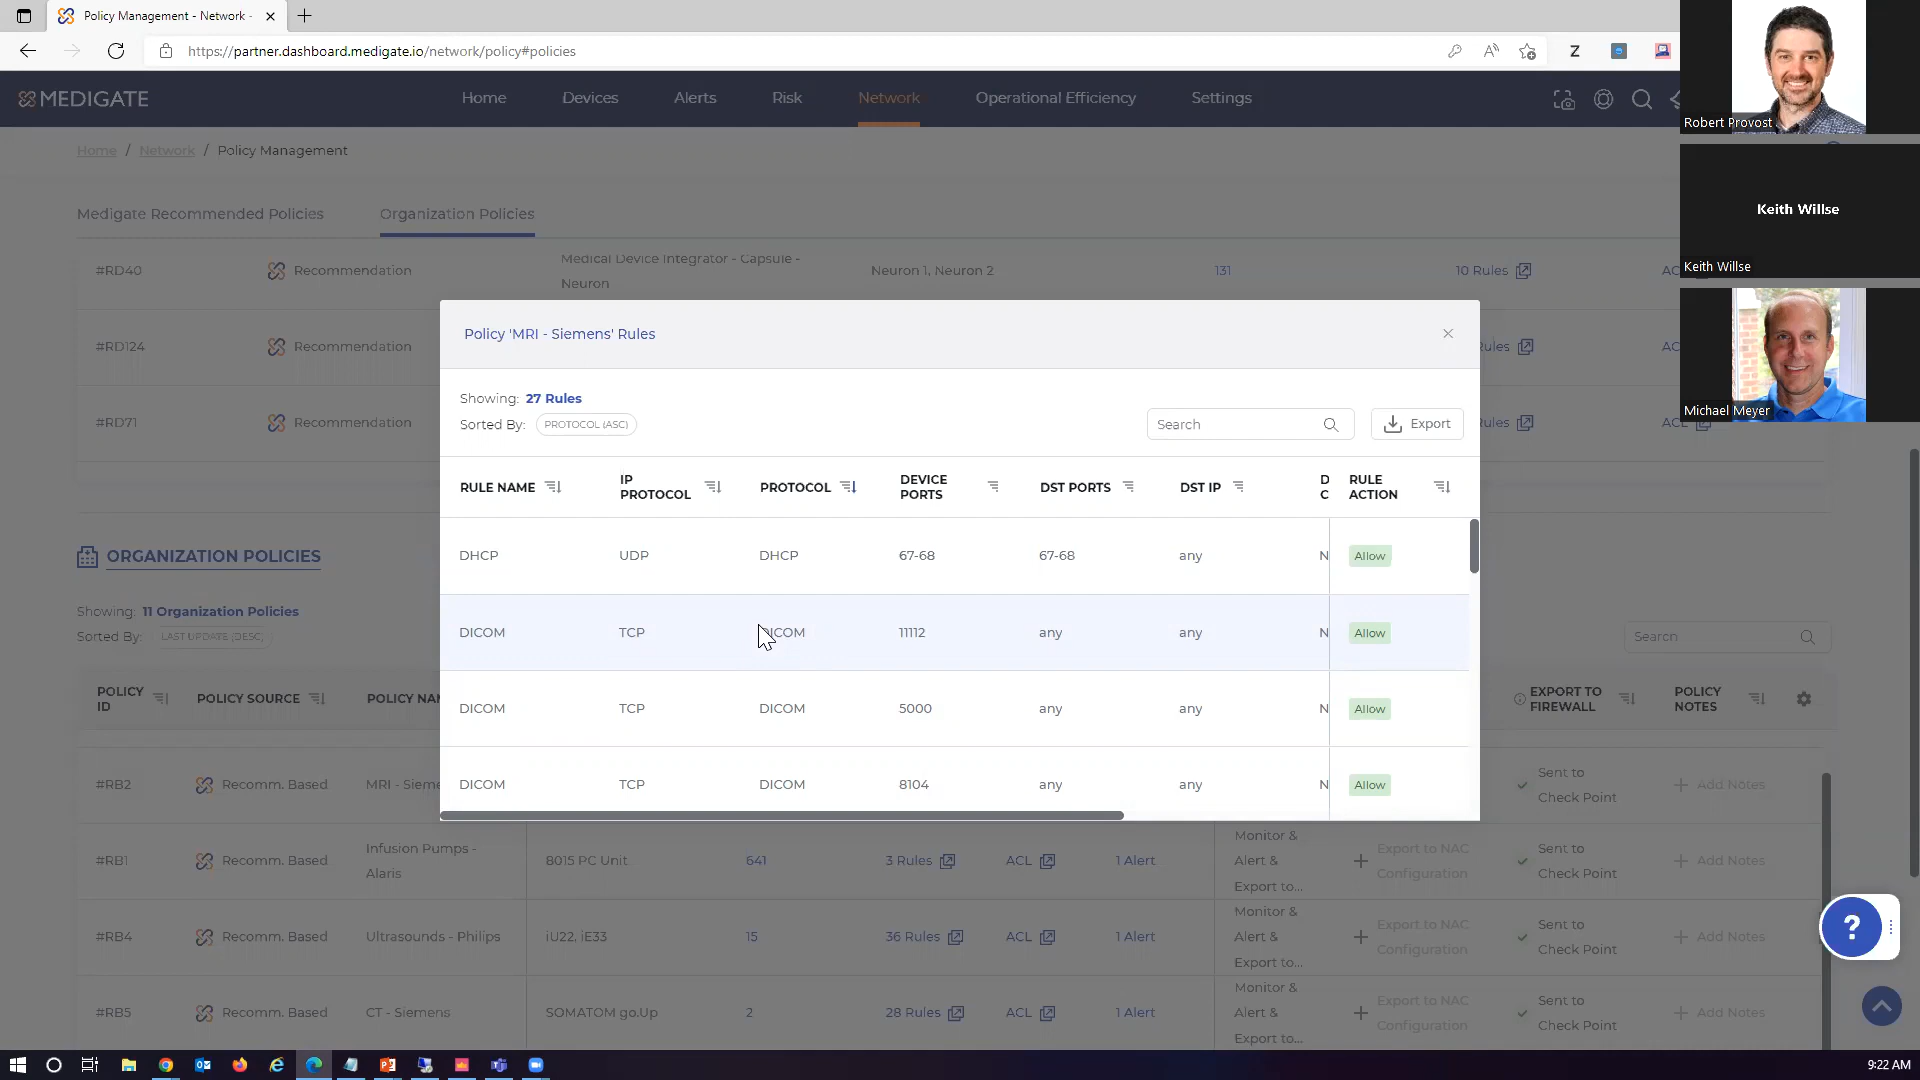 Policy Management - Network -
https://partner.dashboard.medigate.io/network/policy#policies
Z
MEDIGATE
Home
Devices
Alerts
Risk
Network
Operational Efficiency
Settings
Robert Provost
Keith Willse
Keith Willse
Michael Meyer
Home / Network / Policy Management
Medigate Recommended Policies
Organization Policies
#RD40
Recommendation
Medical Device Integrator - Capsule -
Neuron
Neuron 1, Neuron 2
131
10 Rules
#RD124
Recommendation
Rules
#RD71
Recommendation
Rules
Policy 'MRI - Siemens' Rules
Showing: 27 Rules
Sorted By: PROTOCOL (ASC)
Search
Export
RULE NAME
IP
PROTOCOL
PROTOCOL
DEVICE
PORTS
DST PORTS
DST IP
D
C
RULE
ACTION
DHCP UDP DHCP 67-68 67-68 any N Allow
DICOM TCP DICOM 11112 any any N Allow
DICOM TCP DICOM 5000 any any N Allow
DICOM TCP DICOM 8104 any any N Allow
ORGANIZATION POLICIES
Showing: 11 Organization Policies
Sorted By: LAST UPDATE (DESC)
Search
POLICY
ID
POLICY SOURCE
POLICY NAM
EXPORT TO
FIREWALL
POLICY
NOTES
#RB2
Recomm. Based
MRI - Sieme
Sent to
Check Point
Add Notes
#RB1
Recomm. Based
Infusion Pumps -
Alaris
8015 PC Unit
641
3 Rules
ACL
1 Alert
Monitor &
Alert &
Export to...
Export to NAC
Configuration
Sent to
Check Point
Add Notes
#RB4
Recomm. Based
Ultrasounds - Philips
iU22, iE33
15
36 Rules
ACL
1 Alert
Monitor &
Alert &
Export to...
Export to NAC
Configuration
Sent to
Check Point
Add Notes
#RB5
Recomm. Based
CT - Siemens
SOMATOM go.Up
2
28 Rules
ACL
1 Alert
Monitor &
Alert &
Export to...
Export to NAC
Configuration
Sent to
Check Point
Add Notes
?
9:22 AM